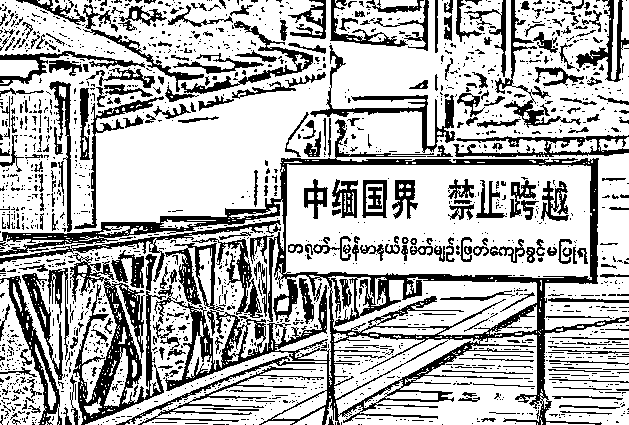 中缅国界 禁止跨越
တရုတ်-မြန်မာနယ်နိမိတ်မျဉ်းဖြတ်ကျော်ခွင့်မပြုရ